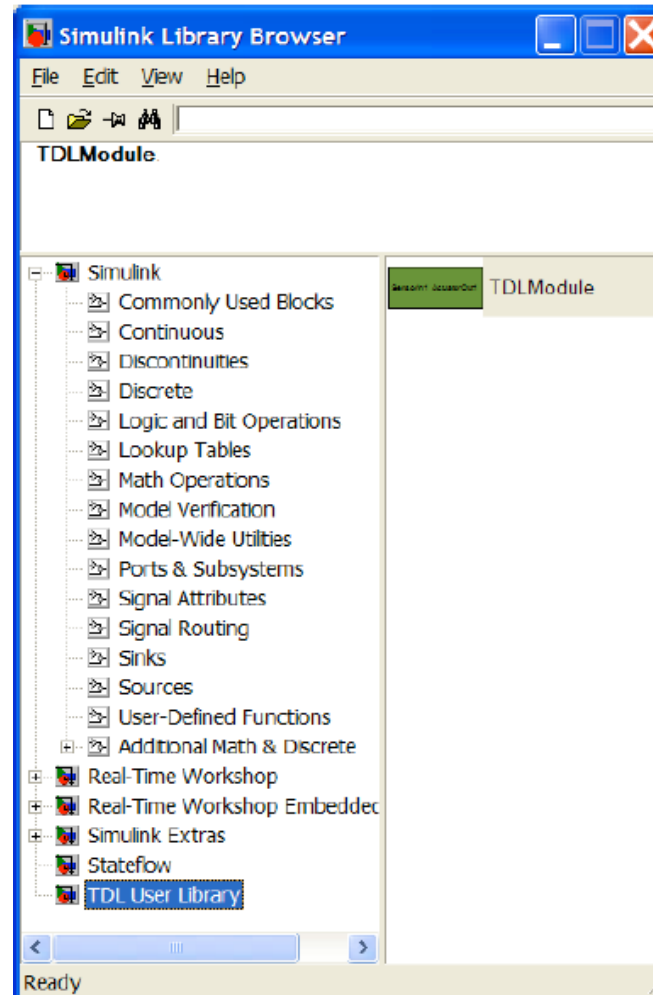 Simulink Library Browser
File Edit View Help
TDLModule
Simulink
Commonly Used Blocks
Continuous
Discontinuities
Discrete
Logic and Bit Operations
Lookup Tables
Math Operations
Model Verification
Model-Wide Utilities
Ports & Subsystems
Signal Attributes
Signal Routing
Sinks
Sources
User-Defined Functions
Additional Math & Discrete
Real-Time Workshop
Real-Time Workshop Embedded
Simulink Extras
Stateflow
TDL User Library
TDLModule
Ready